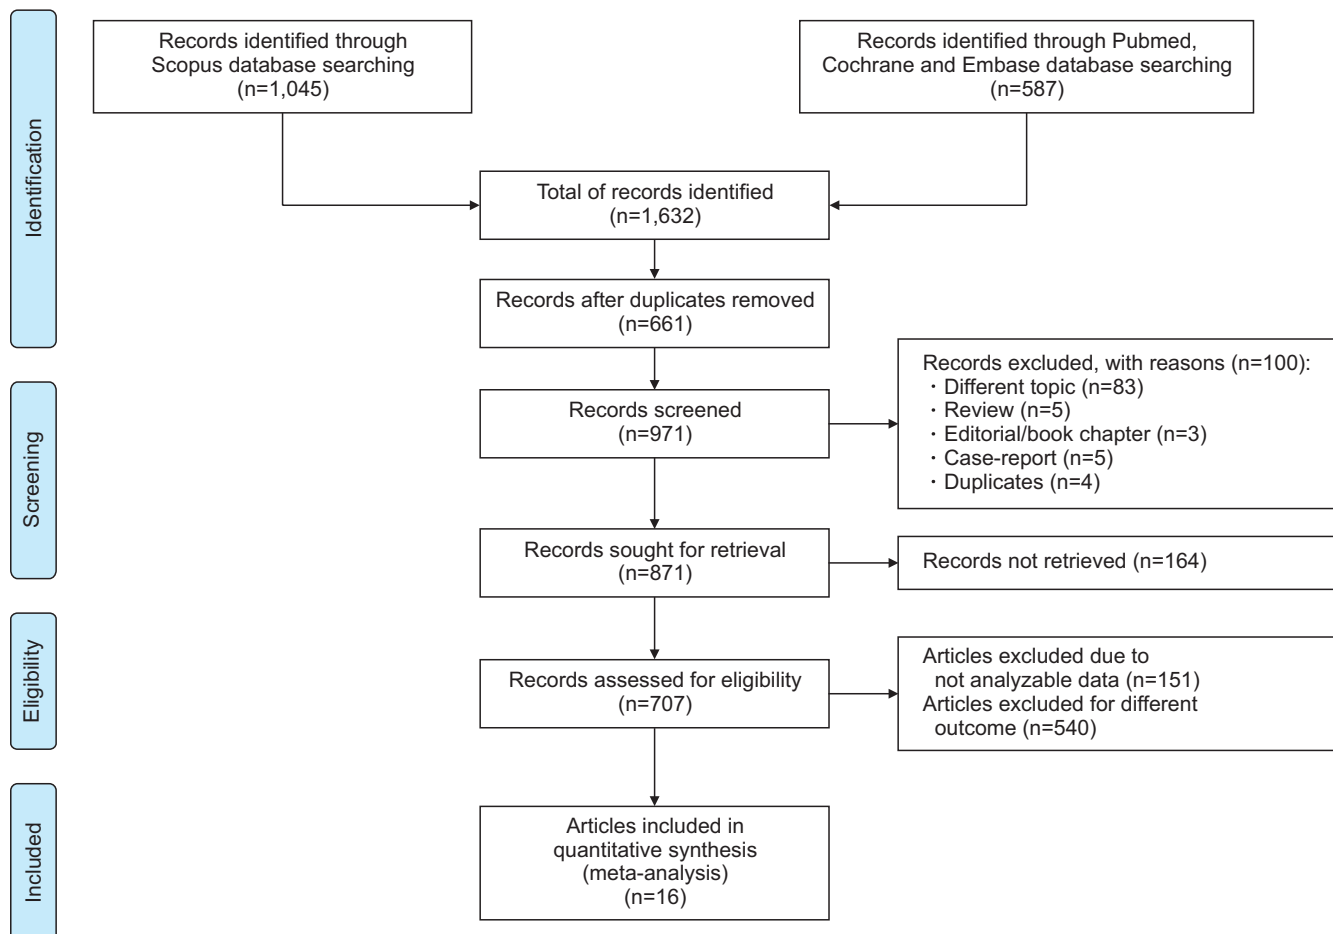 Identification
Records identified through
Scopus database searching
(n=1,045)
Records identified through Pubmed,
Cochrane and Embase database searching
(n=587)
Total of records identified
(n=1,632)
Records after duplicates removed
(n=661)
Screening
Records screened
(n=971)
Records excluded, with reasons (n=100):
· Different topic (n=83)
· Review (n=5)
· Editorial/book chapter (n=3)
· Case-report (n=5)
· Duplicates (n=4)
Records sought for retrieval
(n=871)
Records not retrieved (n=164)
Eligibility
Records assessed for eligibility
(n=707)
Articles excluded due to
not analyzable data (n=151)
Articles excluded for different
outcome (n=540)
Included
Articles included in
quantitative synthesis
(meta-analysis)
(n=16)